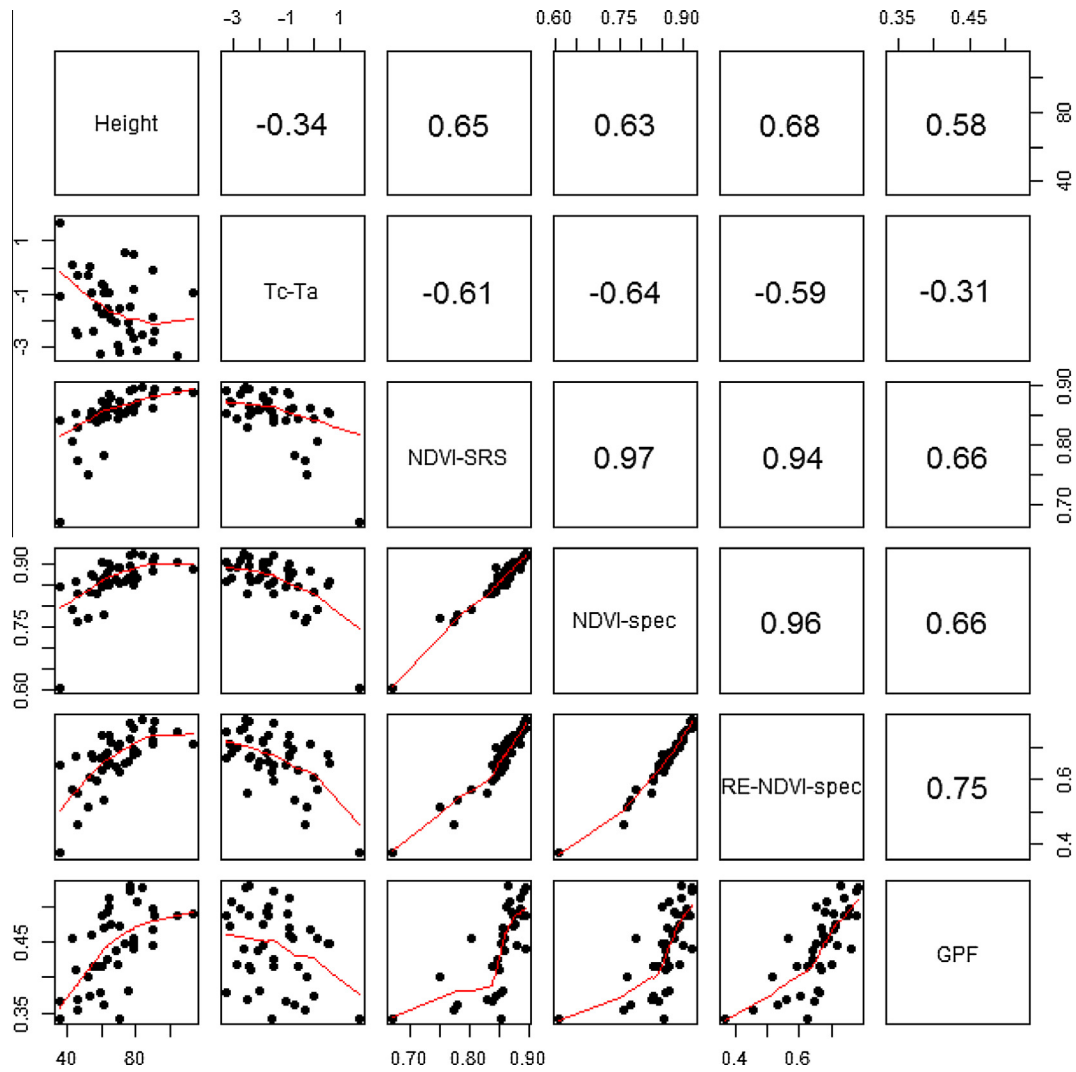 -3 -1 1 0.60 0.75 0.90 0.35 0.45
Height -0.34 0.65 0.63 0.68 0.58
40 80
-3 -1 1
Tc-Ta -0.61 -0.64 -0.59 -0.31
NDVI-SRS 0.97 0.94 0.66
0.70 0.80 0.90
0.60 0.75 0.90
NDVI-spec 0.96 0.66
RE-NDVI-spec 0.75
0.4 0.6
0.35 0.45
GPF
40 80 0.70 0.80 0.90 0.4 0.6